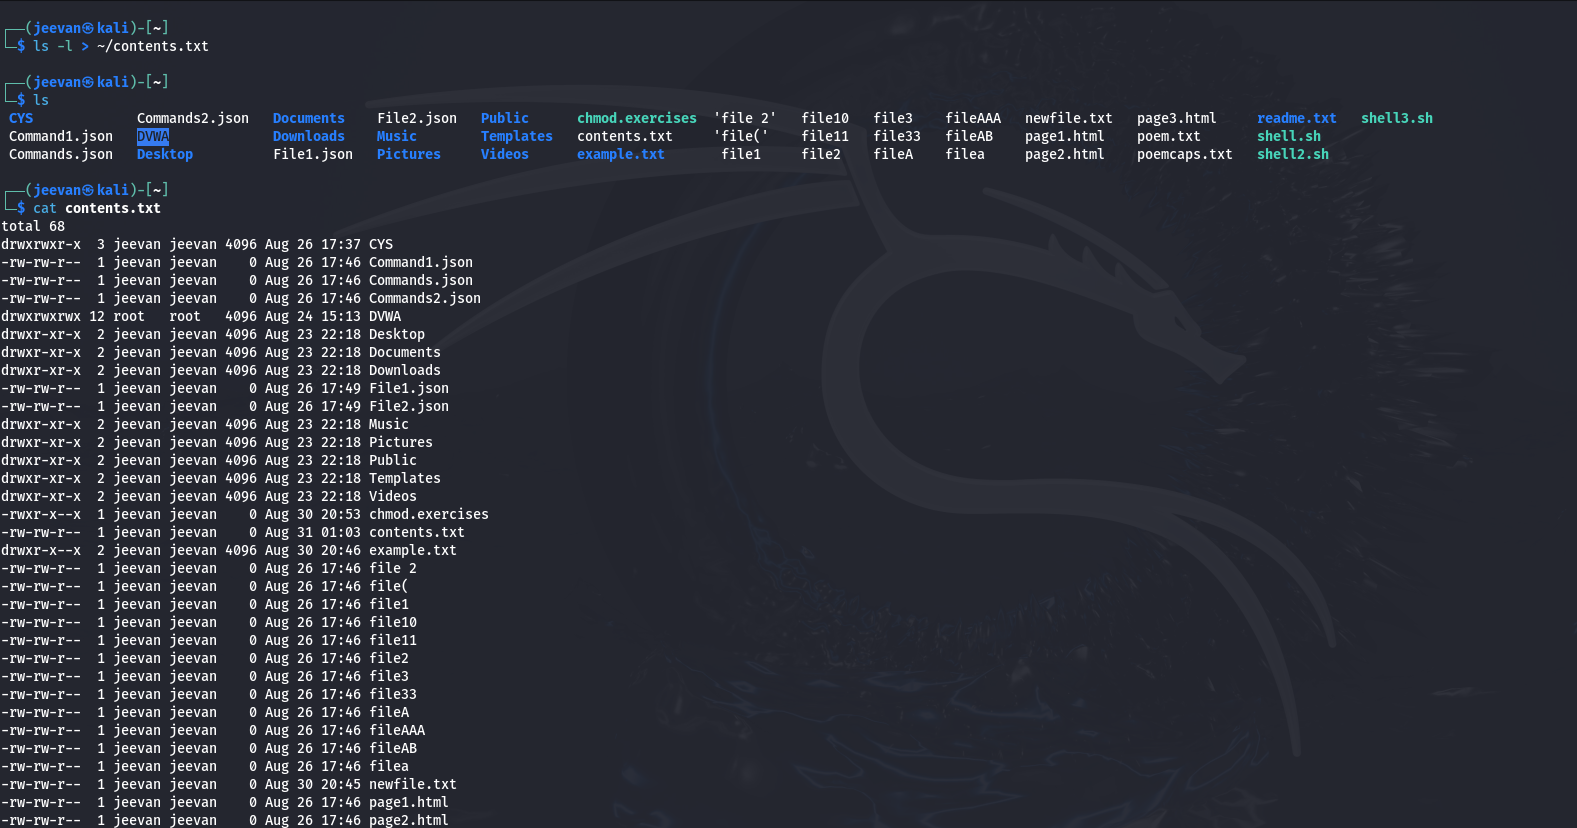 ┌──(jeevan㉿kali)-[~]
└─$ ls -l > ~/contents.txt
┌──(jeevan㉿kali)-[~]
└─$ ls
CYS Commands2.json Documents File2.json Public chmod.exercises 'file 2' file10 file3 fileAAA newfile.txt page3.html readme.txt shell3.sh
Command1.json DVWA Downloads Music Templates contents.txt 'file(' file11 file33 fileAB page1.html poem.txt shell.sh
Commands.json Desktop File1.json Pictures Videos example.txt file1 file2 fileA filea page2.html poemcaps.txt shell2.sh
┌──(jeevan㉿kali)-[~]
└─$ cat contents.txt
total 68
drwxrwxr-x 3 jeevan jeevan 4096 Aug 26 17:37 CYS
-rw-rw-r-- 1 jeevan jeevan 0 Aug 26 17:46 Command1.json
-rw-rw-r-- 1 jeevan jeevan 0 Aug 26 17:46 Commands.json
-rw-rw-r-- 1 jeevan jeevan 0 Aug 26 17:46 Commands2.json
drwxrwxrwx 12 root root 4096 Aug 24 15:13 DVWA
drwxr-xr-x 2 jeevan jeevan 4096 Aug 23 22:18 Desktop
drwxr-xr-x 2 jeevan jeevan 4096 Aug 23 22:18 Documents
drwxr-xr-x 2 jeevan jeevan 4096 Aug 23 22:18 Downloads
-rw-rw-r-- 1 jeevan jeevan 0 Aug 26 17:49 File1.json
-rw-rw-r-- 1 jeevan jeevan 0 Aug 26 17:49 File2.json
drwxr-xr-x 2 jeevan jeevan 4096 Aug 23 22:18 Music
drwxr-xr-x 2 jeevan jeevan 4096 Aug 23 22:18 Pictures
drwxr-xr-x 2 jeevan jeevan 4096 Aug 23 22:18 Public
drwxr-xr-x 2 jeevan jeevan 4096 Aug 23 22:18 Templates
drwxr-xr-x 2 jeevan jeevan 4096 Aug 23 22:18 Videos
-rwxr-x--x 1 jeevan jeevan 0 Aug 30 20:53 chmod.exercises
-rw-rw-r-- 1 jeevan jeevan 0 Aug 31 01:03 contents.txt
drwxr-x--x 2 jeevan jeevan 4096 Aug 30 20:46 example.txt
-rw-rw-r-- 1 jeevan jeevan 0 Aug 26 17:46 file 2
-rw-rw-r-- 1 jeevan jeevan 0 Aug 26 17:46 file(
-rw-rw-r-- 1 jeevan jeevan 0 Aug 26 17:46 file1
-rw-rw-r-- 1 jeevan jeevan 0 Aug 26 17:46 file10
-rw-rw-r-- 1 jeevan jeevan 0 Aug 26 17:46 file11
-rw-rw-r-- 1 jeevan jeevan 0 Aug 26 17:46 file2
-rw-rw-r-- 1 jeevan jeevan 0 Aug 26 17:46 file3
-rw-rw-r-- 1 jeevan jeevan 0 Aug 26 17:46 file33
-rw-rw-r-- 1 jeevan jeevan 0 Aug 26 17:46 fileA
-rw-rw-r-- 1 jeevan jeevan 0 Aug 26 17:46 fileAAA
-rw-rw-r-- 1 jeevan jeevan 0 Aug 26 17:46 fileAB
-rw-rw-r-- 1 jeevan jeevan 0 Aug 26 17:46 filea
-rw-rw-r-- 1 jeevan jeevan 0 Aug 30 20:45 newfile.txt
-rw-rw-r-- 1 jeevan jeevan 0 Aug 26 17:46 page1.html
-rw-rw-r-- 1 jeevan jeevan 0 Aug 26 17:46 page2.html